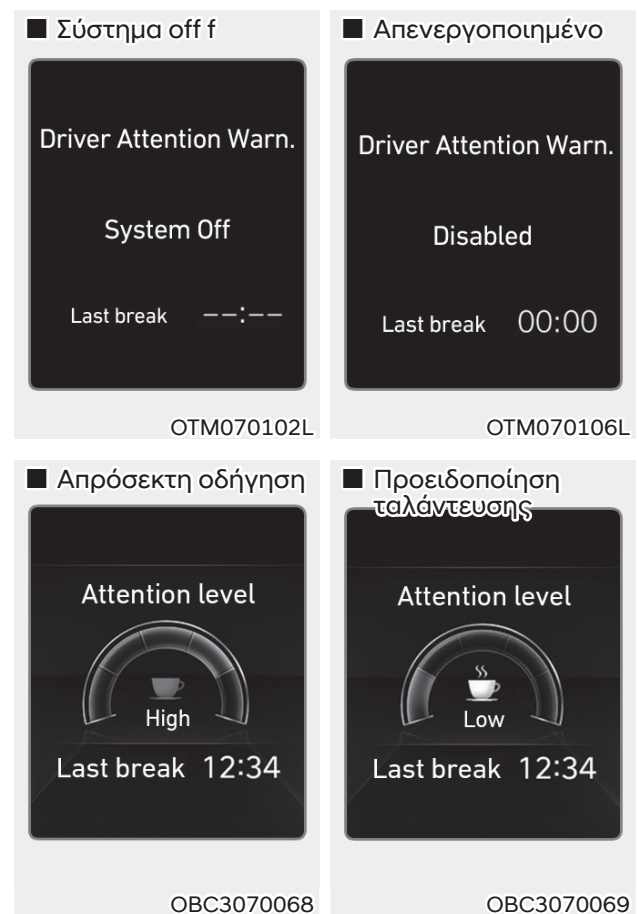 ■ Σύστημα off f
Driver Attention Warn.
System Off
Last break --:--
OTM070102L
■ Απενεργοποιημένο
Driver Attention Warn.
Disabled
Last break 00:00
OTM070106L
■ Απρόσεκτη οδήγηση
Attention level
High
Last break 12:34
OBC3070068
■ Προειδοποίηση
ταλάντευσης
Attention level
Low
Last break 12:34
OBC3070069